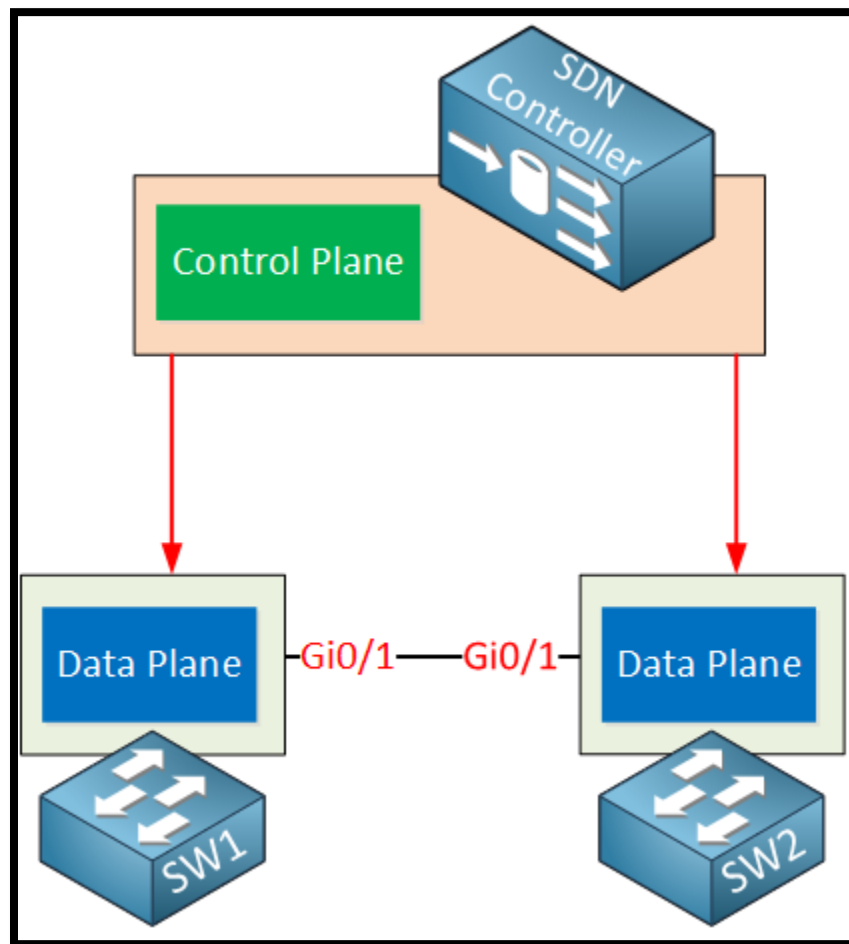 SDN
Controller
Control Plane
Data Plane
Gi0/1
Gi0/1
Data Plane
SW1
SW2